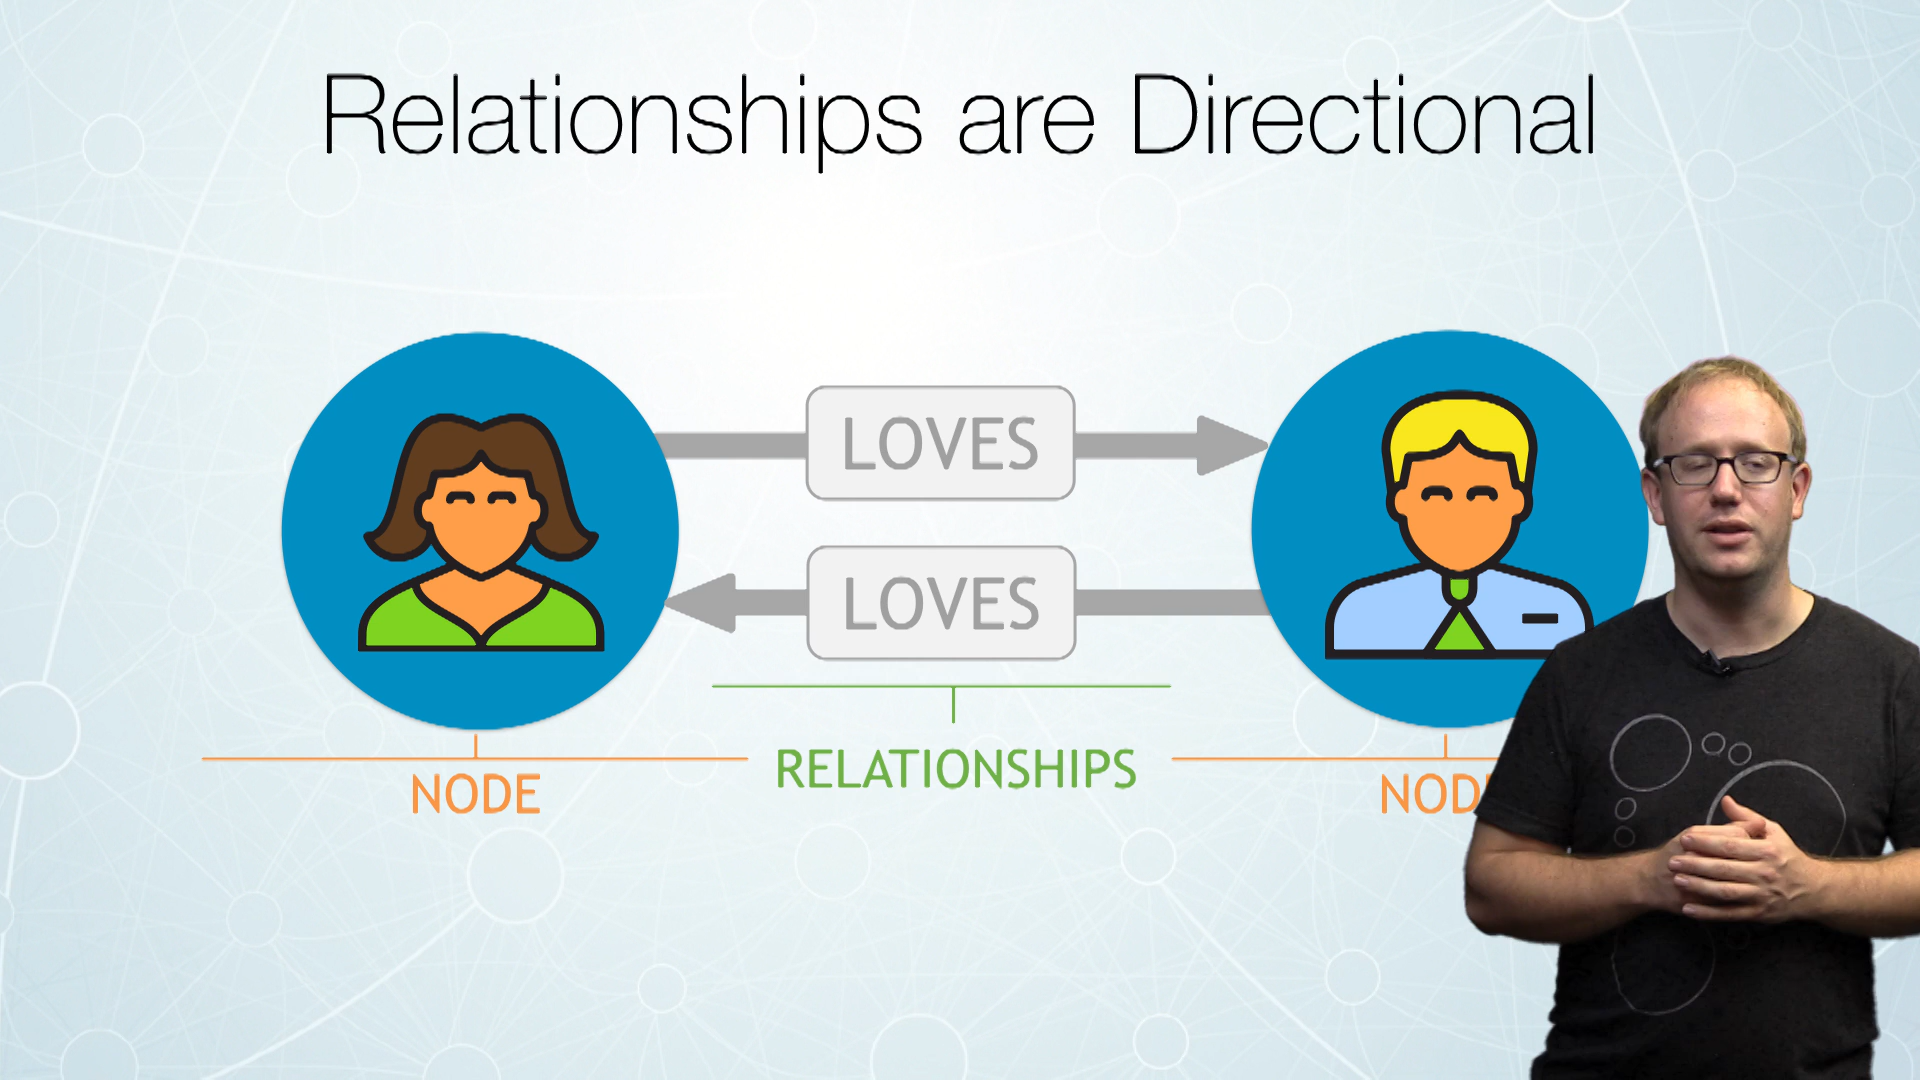 Relationships are Directional
LOVES
LOVES
NODE
RELATIONSHIPS